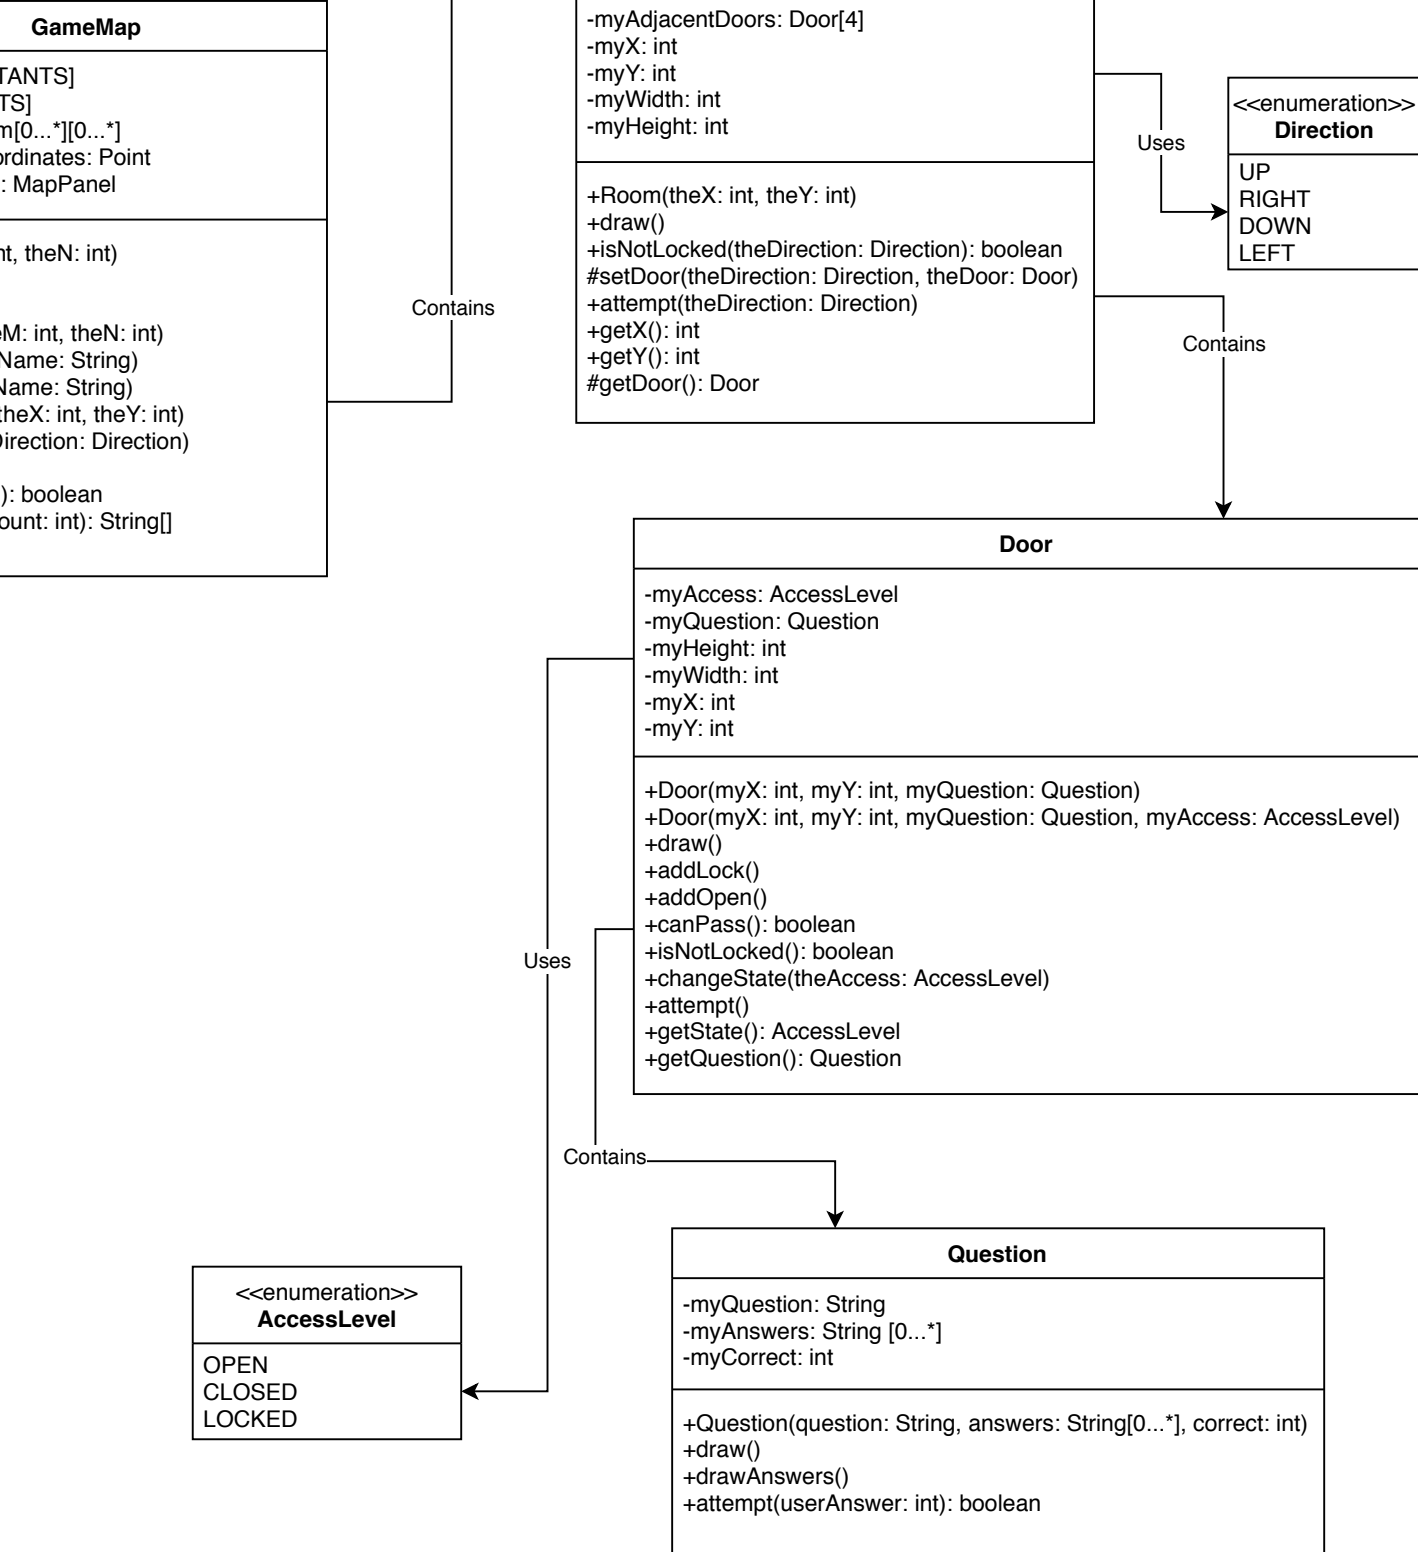 GameMap
TANTS]
TS]
m[0...*][0...*]
ordinates: Point
: MapPanel
nt, theN: int)
eM: int, theN: int)
Name: String)
Name: String)
theX: int, theY: int)
Direction: Direction)
): boolean
ount: int): String[]
Contains
-myAdjacentDoors: Door[4]
-myX: int
-myY: int
-myWidth: int
-myHeight: int
+Room(theX: int, theY: int)
+draw()
+isNotLocked(theDirection: Direction): boolean
#setDoor(theDirection: Direction, theDoor: Door)
+attempt(theDirection: Direction)
+getX(): int
+getY(): int
#getDoor(): Door
Uses
<<enumeration>>
Direction
UP
RIGHT
DOWN
LEFT
Contains
Door
-myAccess: AccessLevel
-myQuestion: Question
-myHeight: int
-myWidth: int
-myX: int
-myY: int
+Door(myX: int, myY: int, myQuestion: Question)
+Door(myX: int, myY: int, myQuestion: Question, myAccess: AccessLevel)
+draw()
+addLock()
+addOpen()
+canPass(): boolean
+isNotLocked(): boolean
+changeState(theAccess: AccessLevel)
+attempt()
+getState(): AccessLevel
+getQuestion(): Question
Uses
Contains
<<enumeration>>
AccessLevel
OPEN
CLOSED
LOCKED
Question
-myQuestion: String
-myAnswers: String [0...*]
-myCorrect: int
+Question(question: String, answers: String[0...*], correct: int)
+draw()
+drawAnswers()
+attempt(userAnswer: int): boolean